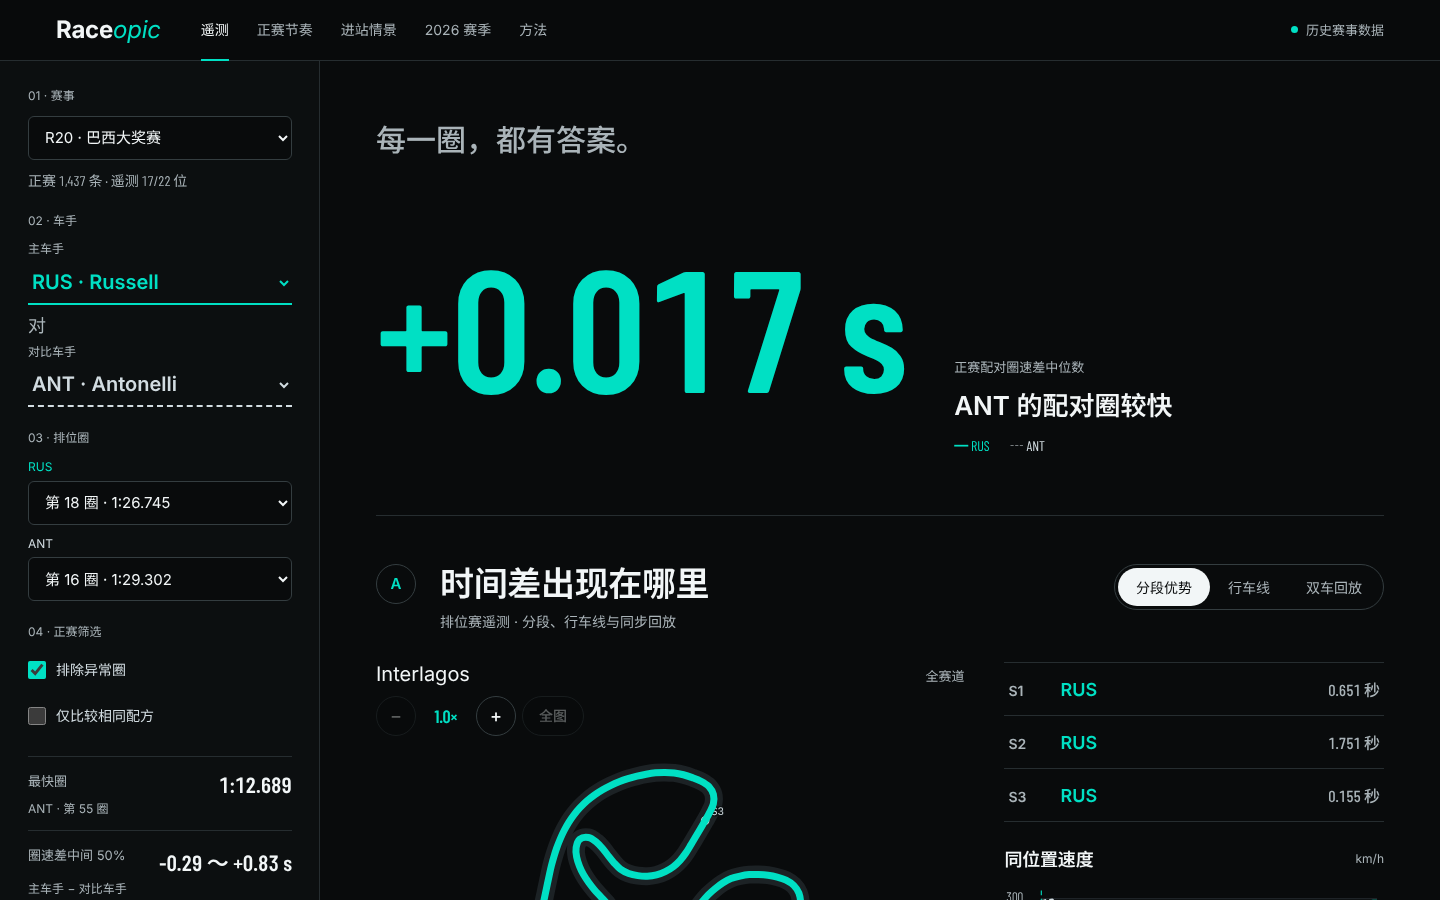 Raceopic
遥测
正赛节奏
进站情景
2026 赛季
方法
历史赛事数据
01 · 赛事
R20 · 巴西大奖赛
正赛 1,437 条 · 遥测 17/22 位
02 · 车手
主车手
RUS · Russell
对
对比车手
ANT · Antonelli
03 · 排位圈
RUS
第 18 圈 · 1:26.745
ANT
第 16 圈 · 1:29.302
04 · 正赛筛选
排除异常圈
仅比较相同配方
最快圈
1:12.689
ANT · 第 55 圈
圈速差中间 50%
-0.29 ～ +0.83 s
主车手 − 对比车手
每一圈，都有答案。
+0.017 s
正赛配对圈速差中位数
ANT 的配对圈较快
RUS
ANT
A
时间差出现在哪里
排位赛遥测 · 分段、行车线与同步回放
分段优势
行车线
双车回放
Interlagos
全赛道
−
1.0×
+
全图
S3
S1 RUS 0.651 秒
S2 RUS 1.751 秒
S3 RUS 0.155 秒
同位置速度
km/h
300